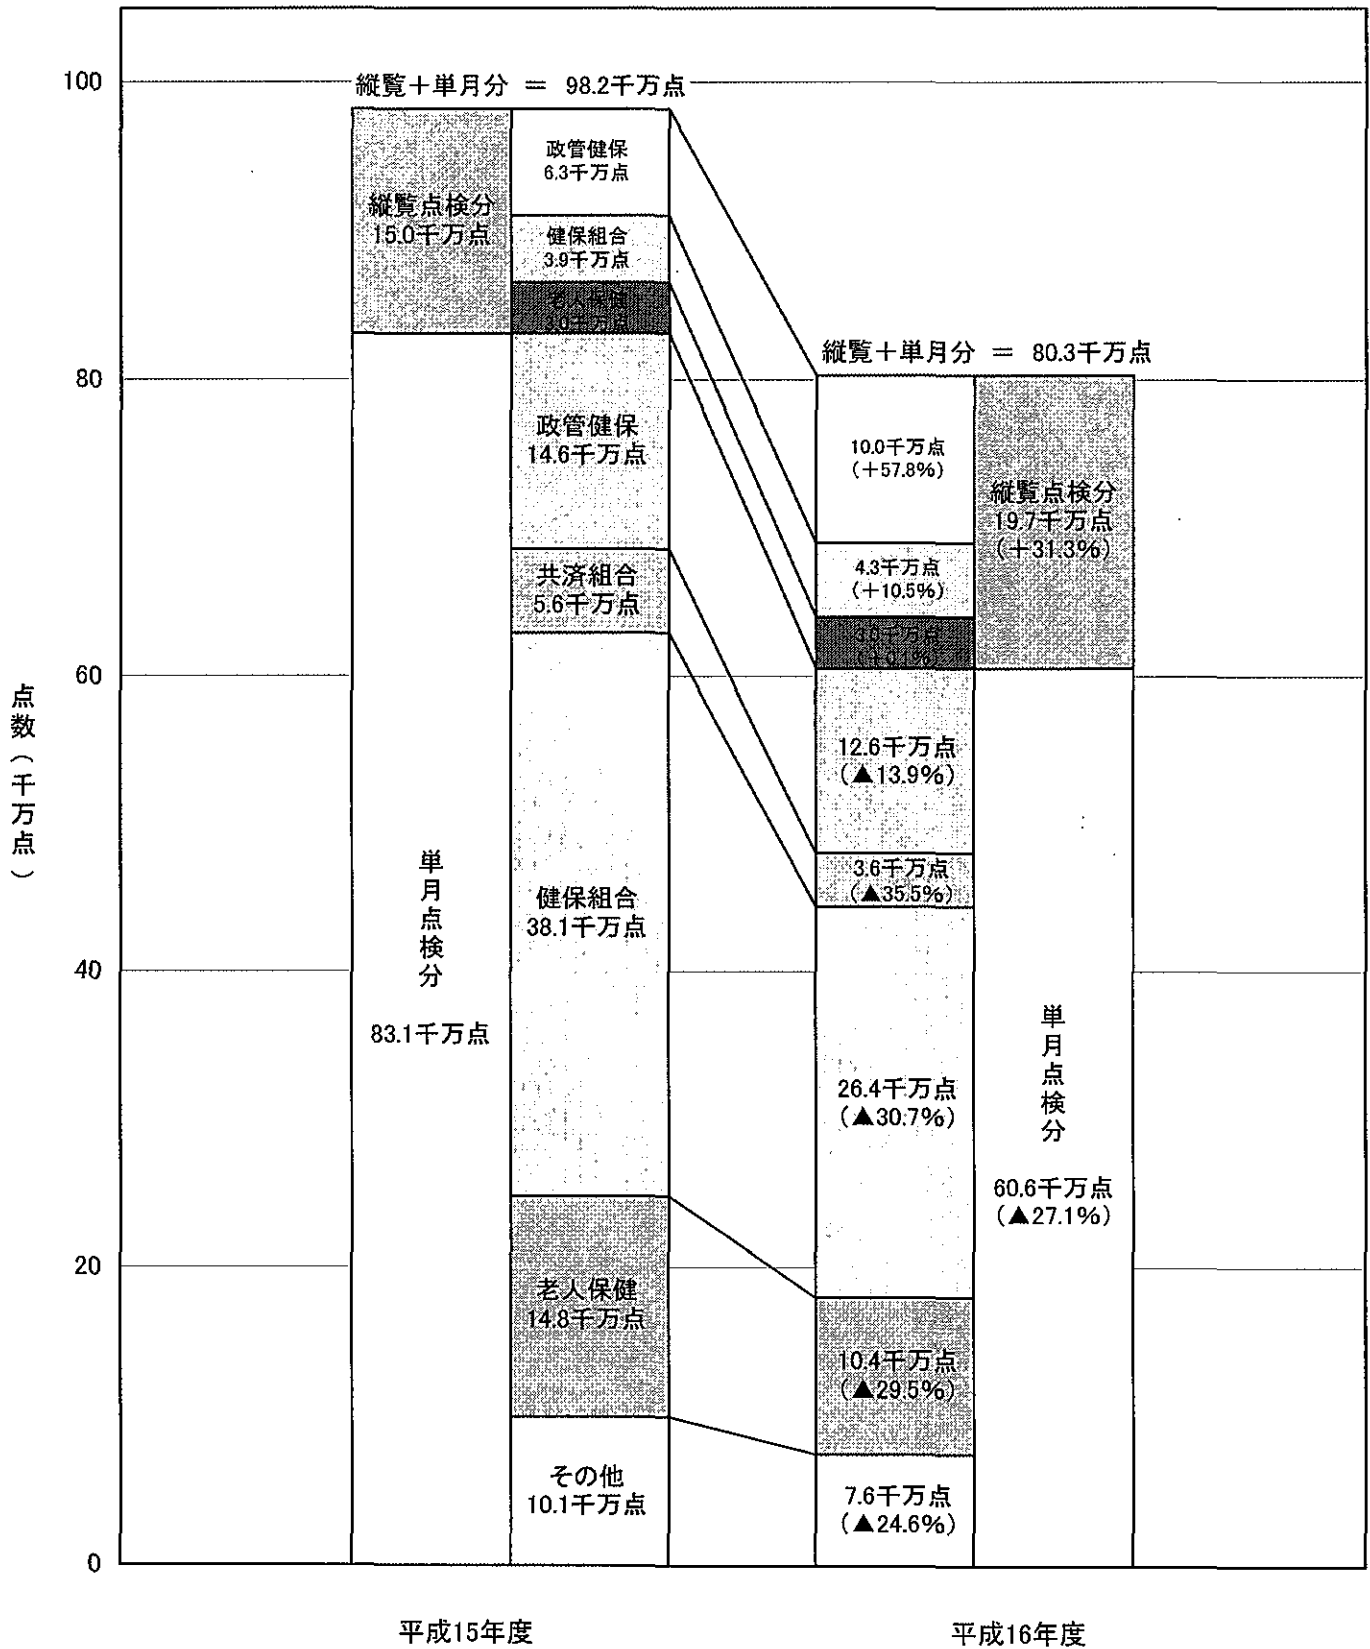 100
80
60
40
20
0
点数（千万点）
縦覧＋単月分 ＝ 98.2千万点
縦覧点検分
15.0千万点
単月点検分
83.1千万点
政管健保
6.3千万点
健保組合
3.9千万点
老人保健
3.0千万点
政管健保
14.6千万点
共済組合
5.6千万点
健保組合
38.1千万点
老人保健
14.8千万点
その他
10.1千万点
縦覧＋単月分 ＝ 80.3千万点
10.0千万点
（＋57.8%）
4.3千万点
（＋10.5%）
3.0千万点
（＋0.1%）
12.6千万点
（▲13.9%）
3.6千万点
（▲35.5%）
26.4千万点
（▲30.7%）
10.4千万点
（▲29.5%）
7.6千万点
（▲24.6%）
縦覧点検分
19.7千万点
（＋31.3%）
単月点検分
60.6千万点
（▲27.1%）
平成15年度
平成16年度